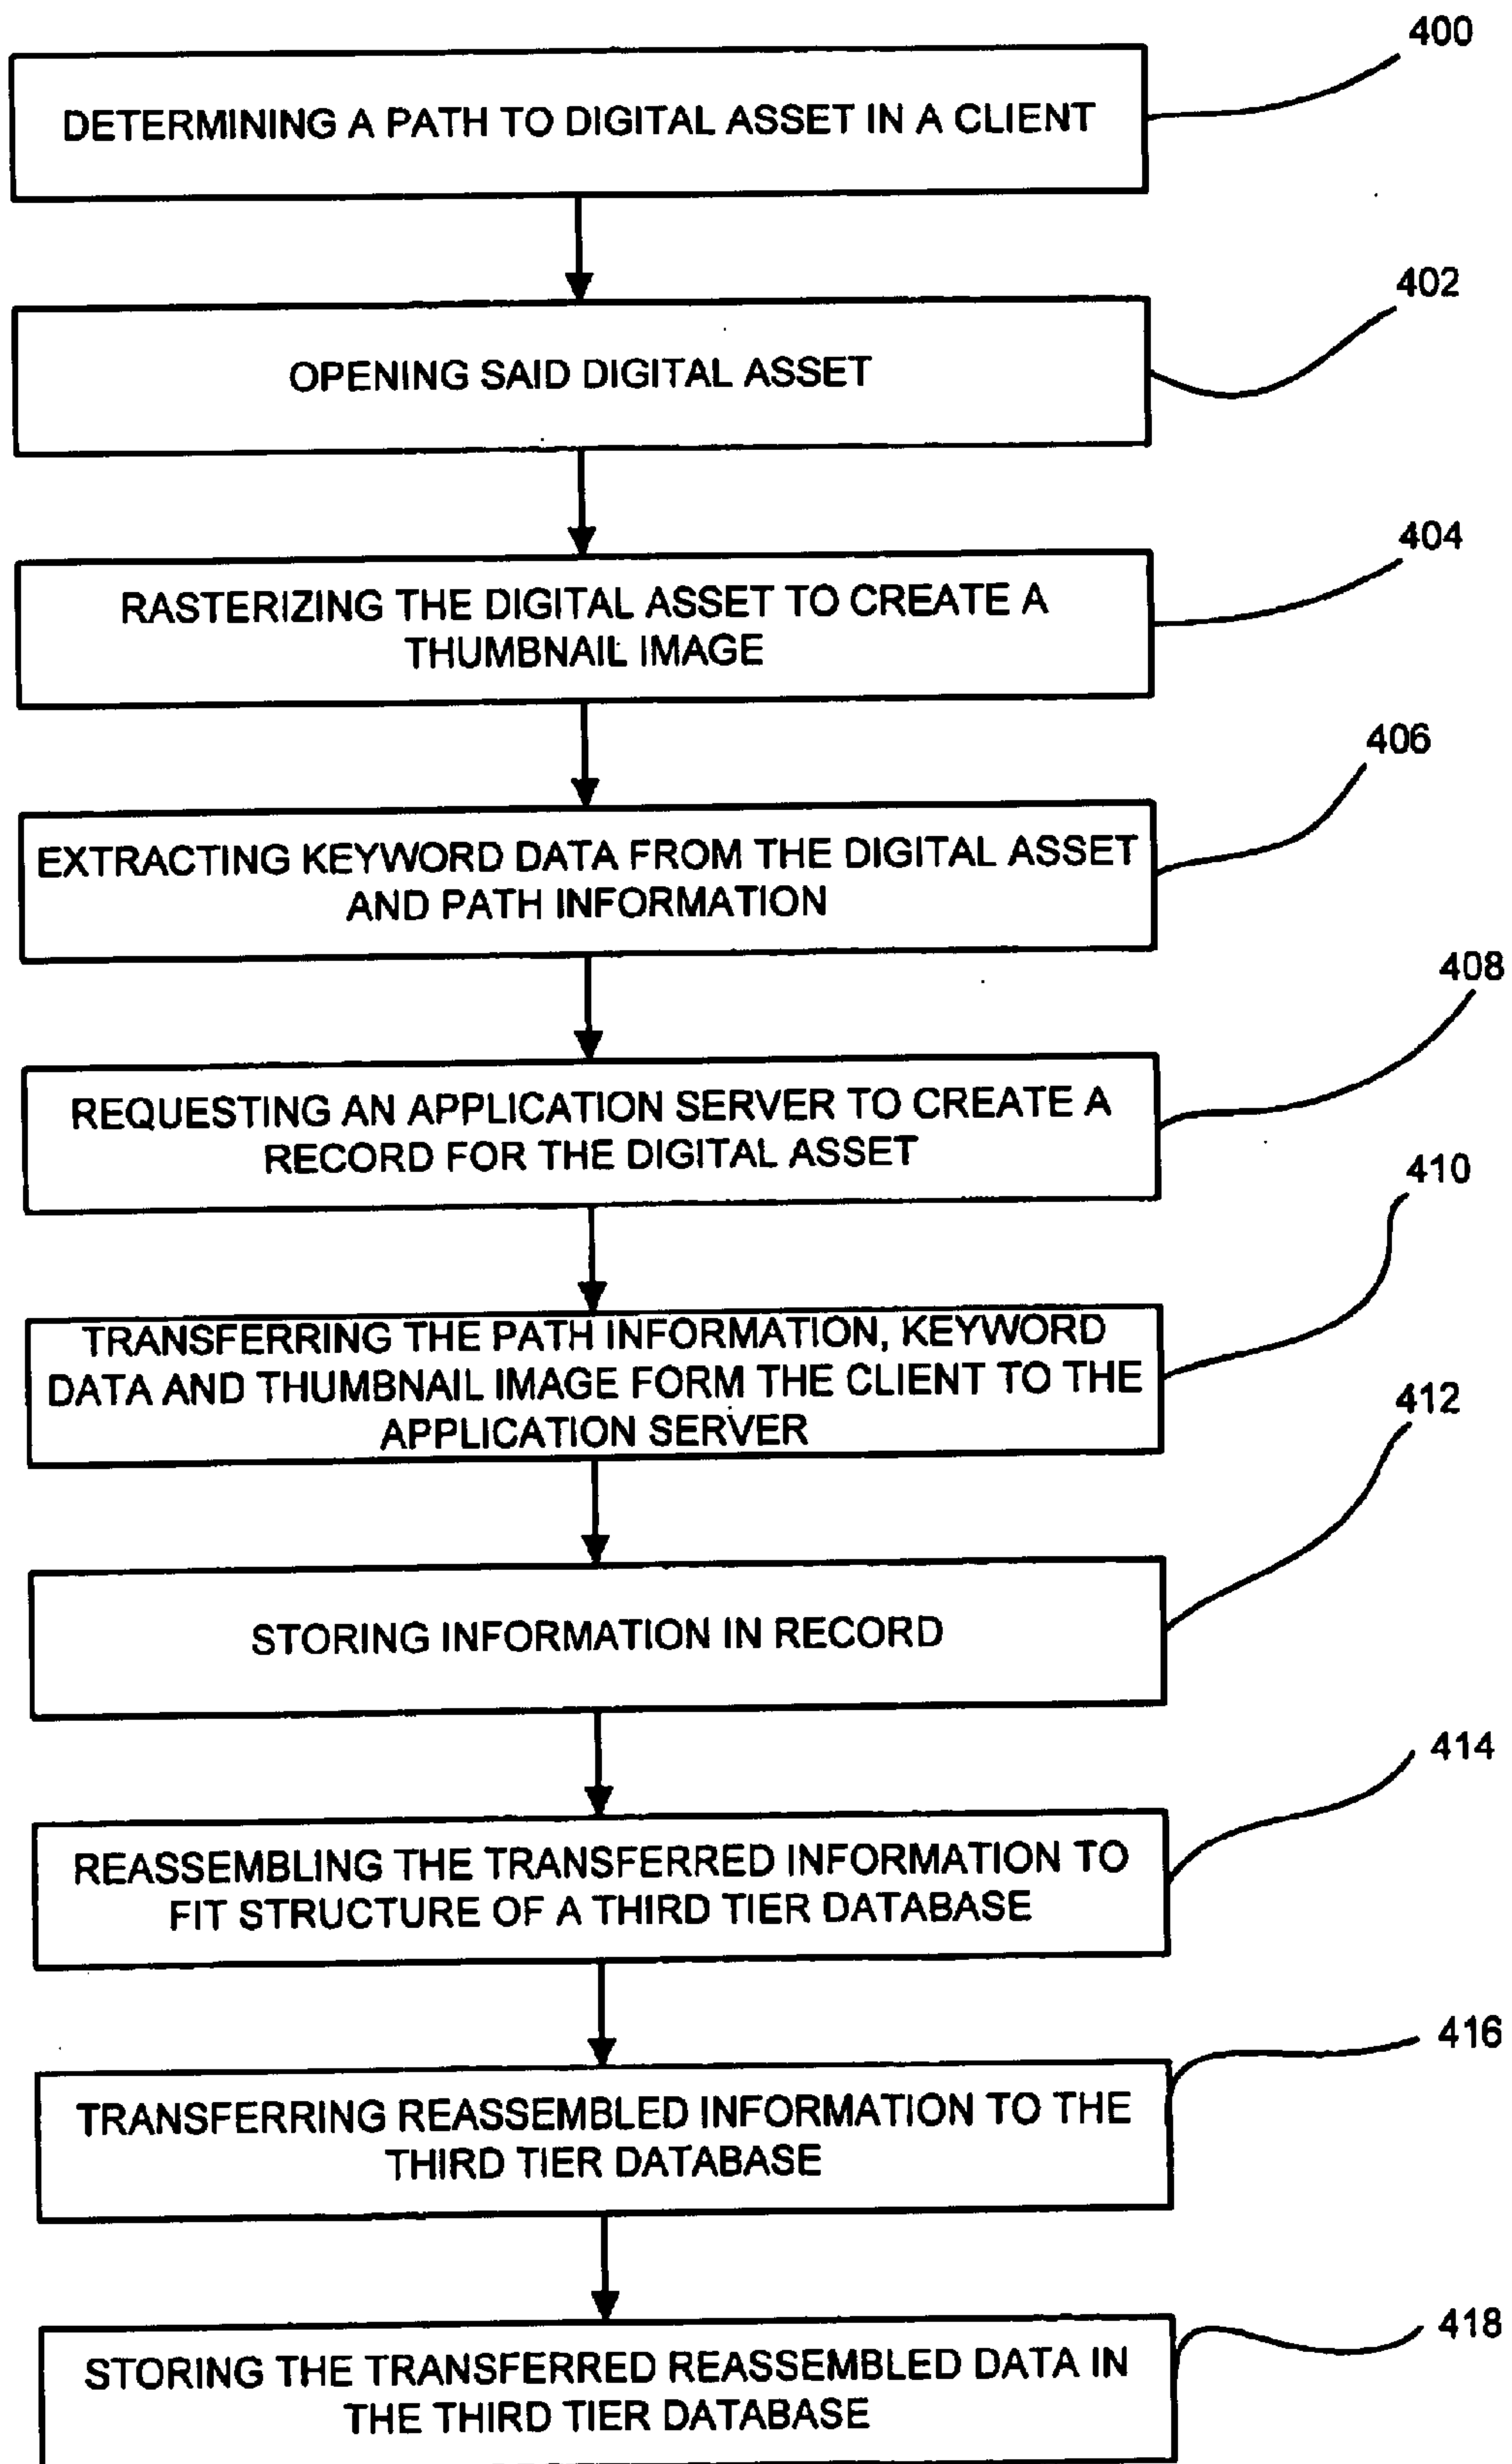 400
DETERMINING A PATH TO DIGITAL ASSET IN A CLIENT
402
OPENING SAID DIGITAL ASSET
404
RASTERIZING THE DIGITAL ASSET TO CREATE A
THUMBNAIL IMAGE
406
EXTRACTING KEYWORD DATA FROM THE DIGITAL ASSET
AND PATH INFORMATION
408
REQUESTING AN APPLICATION SERVER TO CREATE A
RECORD FOR THE DIGITAL ASSET
410
TRANSFERRING THE PATH INFORMATION, KEYWORD
DATA AND THUMBNAIL IMAGE FORM THE CLIENT TO THE
APPLICATION SERVER
412
STORING INFORMATION IN RECORD
414
REASSEMBLING THE TRANSFERRED INFORMATION TO
FIT STRUCTURE OF A THIRD TIER DATABASE
416
TRANSFERRING REASSEMBLED INFORMATION TO THE
THIRD TIER DATABASE
418
STORING THE TRANSFERRED REASSEMBLED DATA IN
THE THIRD TIER DATABASE